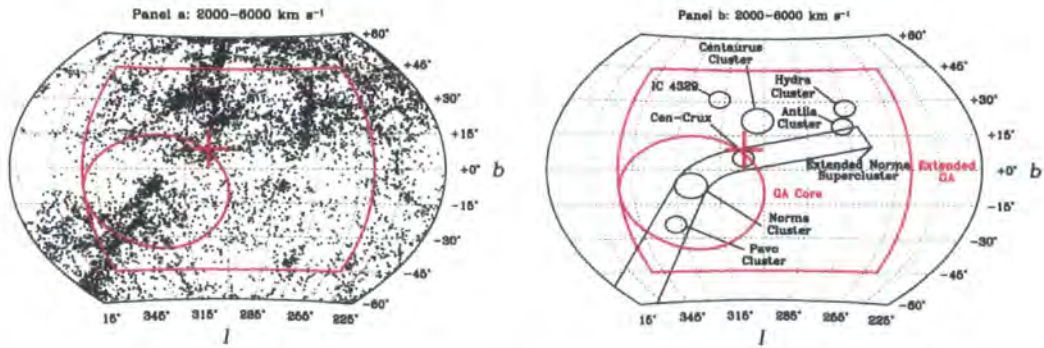 Panel a: 2000-6000 km s⁻¹
+60°
+45°
+30°
+15°
+0°
b
-15°
-30°
-45°
-60°
15°
345°
315°
285°
255°
225°
l
Panel b: 2000-6000 km s⁻¹
+60°
Centaurus
Cluster
+45°
Hydra
Cluster
IC 4329
+30°
Antlia
Cluster
Cen-Crux
+15°
+0°
b
Extended Norma
Supercluster
Extended
GA
GA Core
-15°
Norma
Cluster
-30°
Pavo
Cluster
-45°
-60°
15°
345°
315°
285°
255°
225°
l